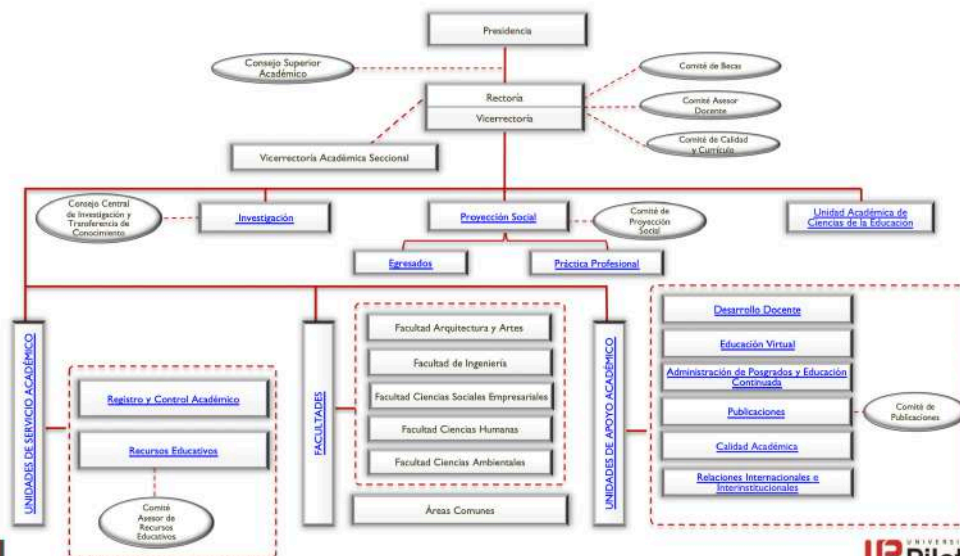 Presidencia
Consejo Superior
Académico
Comité de Becas
Rectoría
Comité Asesor
Docente
Vicerrectoría
Comité de Calidad
y Currículo
Vicerrectoría Académica Seccional
Consejo Central
de Investigación y
Transferencia de
Conocimiento
Investigación
Proyección Social
Comité de
Proyección
Social
Unidad Académica de
Ciencias de la Educación
Egresados
Práctica Profesional
UNIDADES DE SERVICIO ACADÉMICO
Registro y Control Académico
Recursos Educativos
Comité
Asesor de
Recursos
Educativos
FACULTADES
Facultad Arquitectura y Artes
Facultad de Ingeniería
Facultad Ciencias Sociales Empresariales
Facultad Ciencias Humanas
Facultad Ciencias Ambientales
Áreas Comunes
UNIDADES DE APOYO ACADÉMICO
Desarrollo Docente
Educación Virtual
Administración de Posgrados y Educación
Continuada
Publicaciones
Comité de
Publicaciones
Calidad Académica
Relaciones Internacionales e
Interinstitucionales